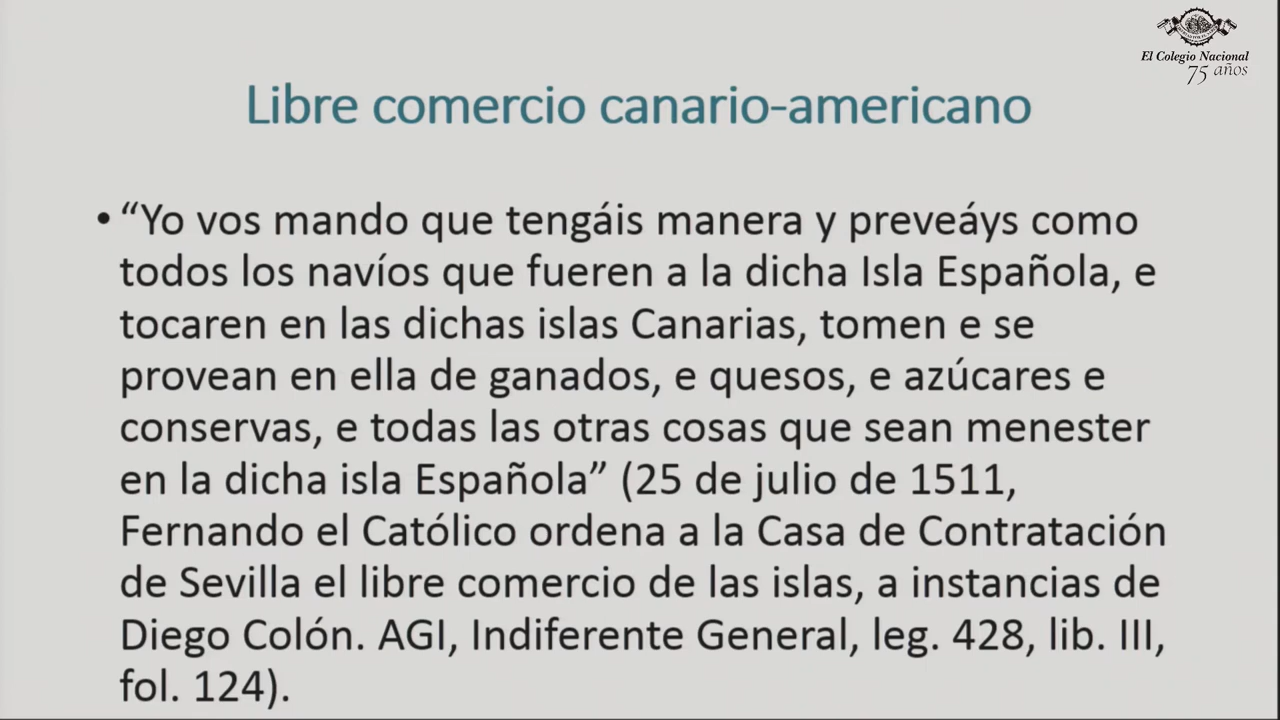 El Colegio Nacional
75 años
Libre comercio canario-americano
• “Yo vos mando que tengáis manera y preveáys como
todos los navíos que fueren a la dicha Isla Española, e
tocaren en las dichas islas Canarias, tomen e se
provean en ella de ganados, e quesos, e azúcares e
conservas, e todas las otras cosas que sean menester
en la dicha isla Española” (25 de julio de 1511,
Fernando el Católico ordena a la Casa de Contratación
de Sevilla el libre comercio de las islas, a instancias de
Diego Colón. AGI, Indiferente General, leg. 428, lib. III,
fol. 124).